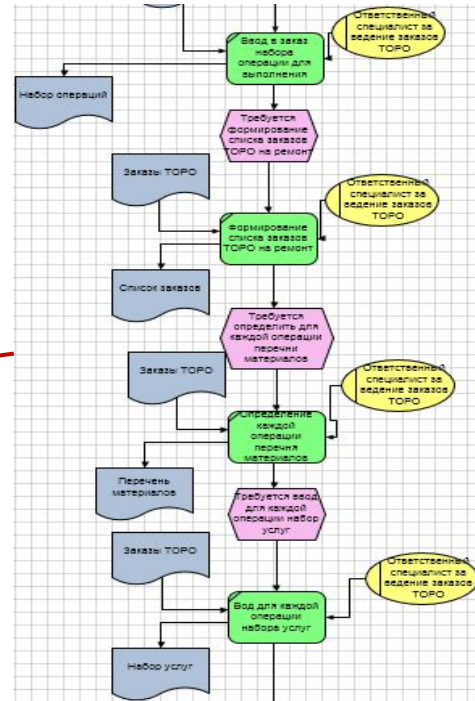 Ответственный
специалист за
ведение заказов
ТОРО
Ввод в заказ
набора
операции для
выполнения
Набор операций
Требуется
формирование
списка заказов
ТОРО на ремонт
Заказы ТОРО
Ответственный
специалист за
ведение заказов
ТОРО
Формирование
списка заказов
ТОРО на ремонт
Список заказов
Требуется
определить для
каждой операции
перечни
материалов
Заказы ТОРО
Ответственный
специалист за
ведение заказов
ТОРО
Определение
каждой
операции
перечня
материалов
Перечень
материалов
Требуется ввод
для каждой
операции набор
услуг
Заказы ТОРО
Ответственный
специалист за
ведение заказов
ТОРО
Вод для каждой
операции
набора услуг
Набор услуг